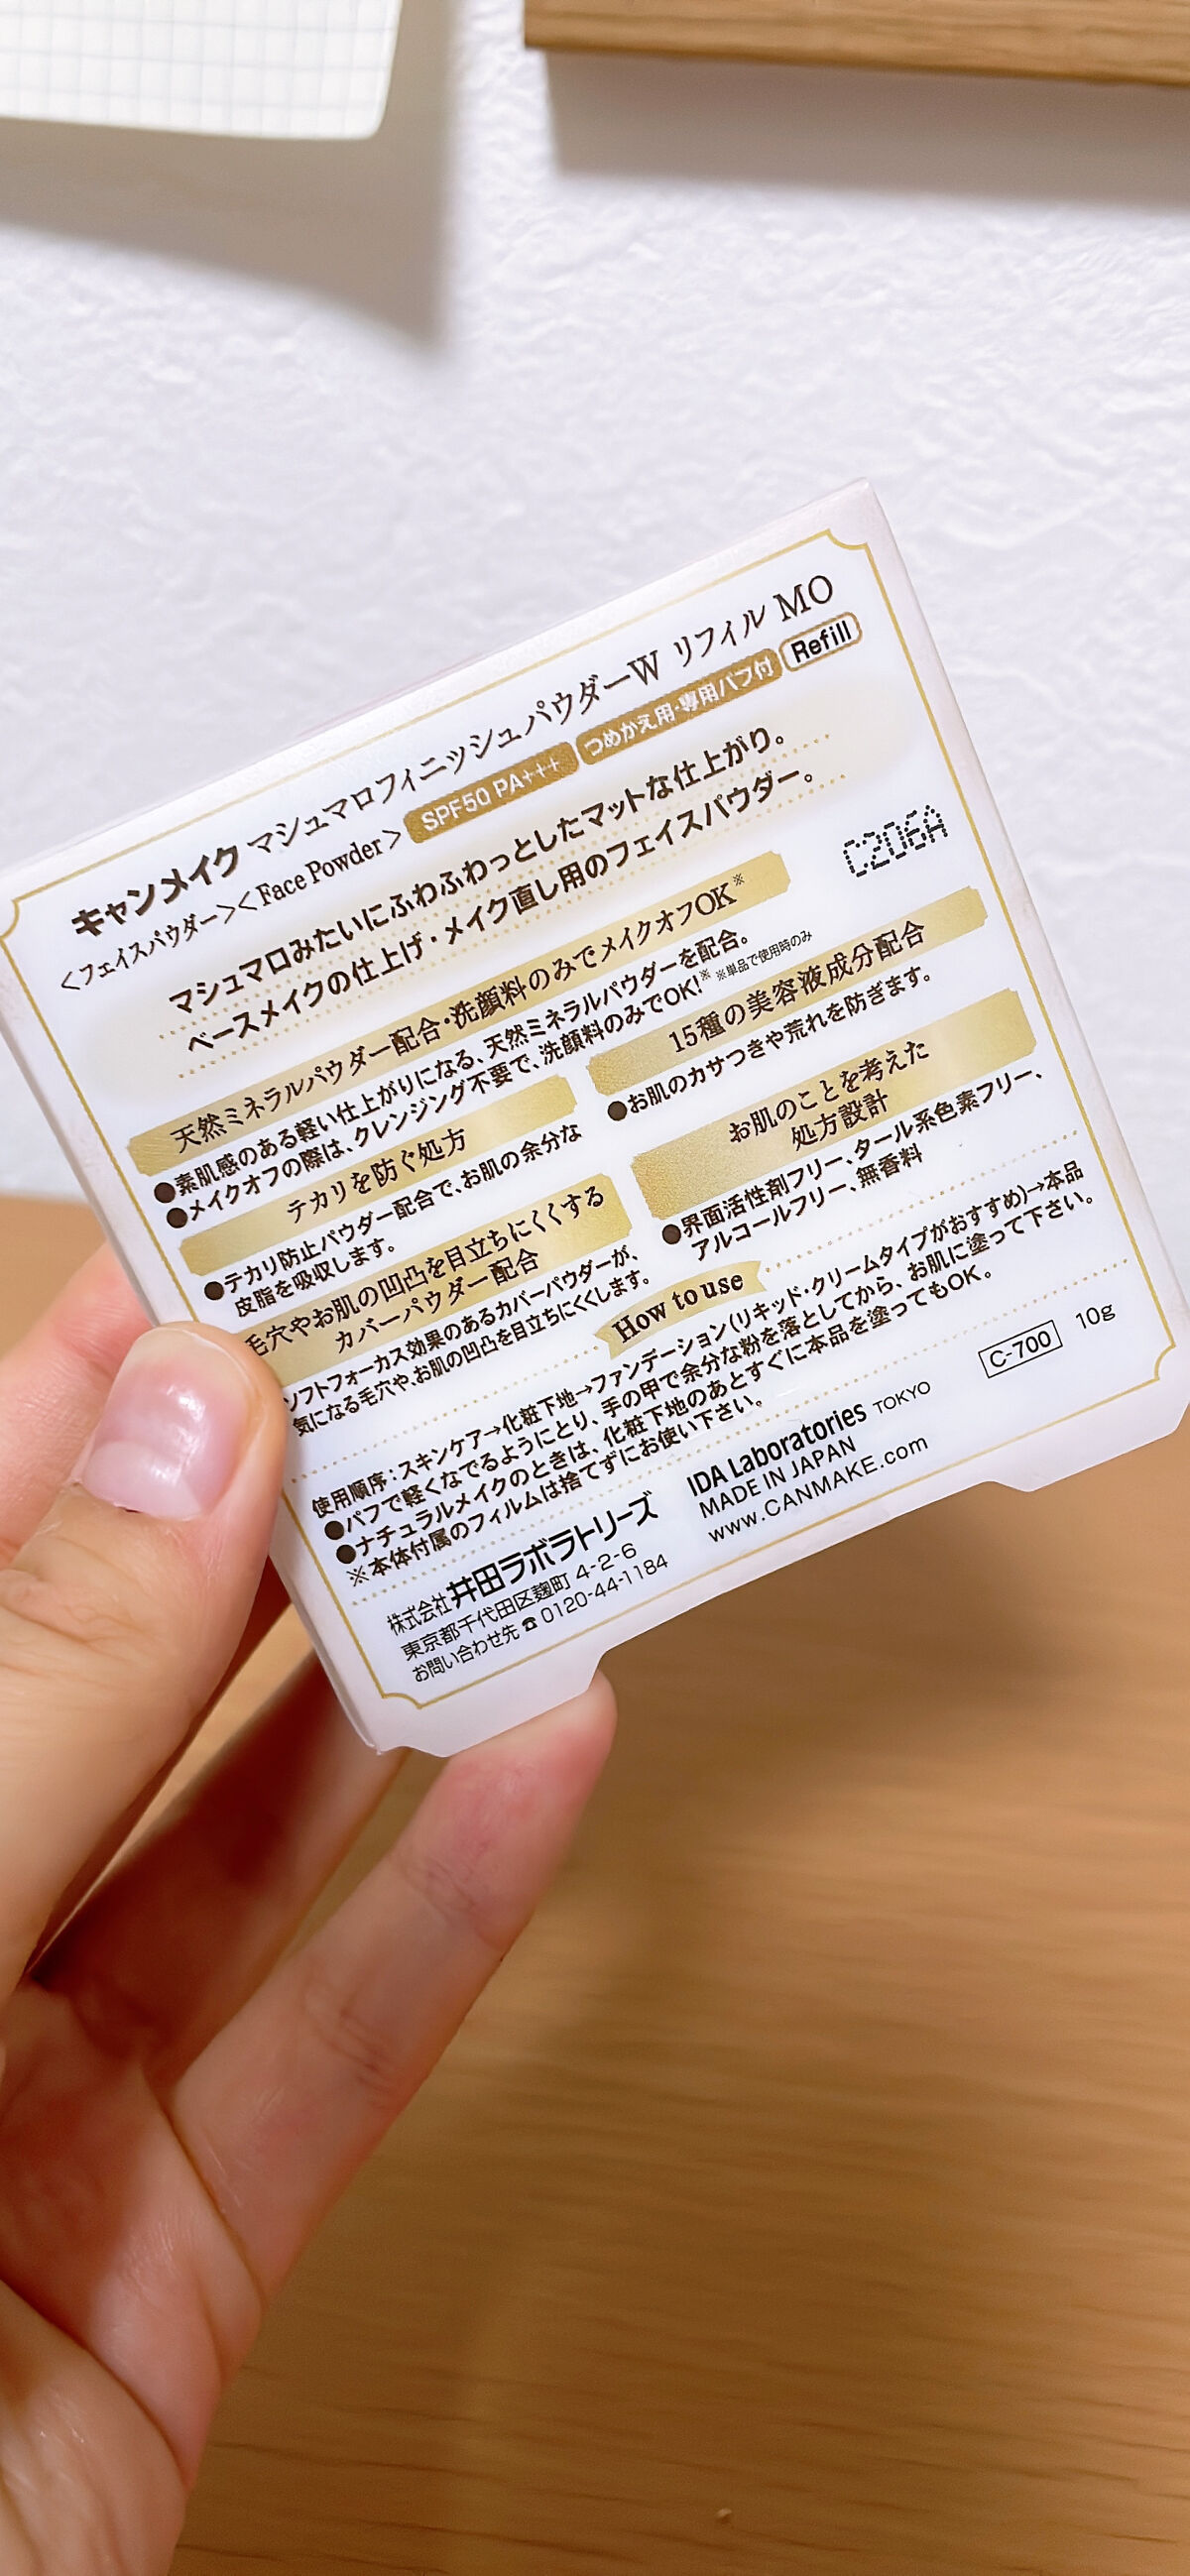 キャンメイク マシュマロフィニッシュパウダーW リフィル MO
<フェイスパウダー><Face Powder> SPF50 PA+++ つめかえ用・専用パフ付 Refill
マシュマロみたいにふわふわっとしたマットな仕上がり。
ベースメイクの仕上げ・メイク直し用のフェイスパウダー。
C206A
天然ミネラルパウダー配合・洗顔料のみでメイクオフOK※
●素肌感のある軽い仕上がりになる、天然ミネラルパウダーを配合。
●メイクオフの際は、クレンジング不要で、洗顔料のみでOK!※ ※単品で使用時のみ
テカリを防ぐ処方
●テカリ防止パウダー配合で、お肌の余分な
皮脂を吸収します。
毛穴やお肌の凹凸を目立ちにくくする
カバーパウダー配合
ソフトフォーカス効果のあるカバーパウダーが、
気になる毛穴や、お肌の凹凸を目立ちにくくします。
15種の美容液成分配合
●お肌のカサつきや荒れを防ぎます。
お肌のことを考えた
処方設計
●界面活性剤フリー、タール系色素フリー、
アルコールフリー、無香料
How to use
使用順序：スキンケア→化粧下地→ファンデーション(リキッド・クリームタイプがおすすめ)→本品
●パフで軽くなでるようにとり、手の甲で余分な粉を落としてから、お肌に塗って下さい。
●ナチュラルメイクのときは、化粧下地のあとすぐに本品を塗ってもOK。
※本体付属のフィルムは捨てずにお使い下さい。
株式会社井田ラボラトリーズ
東京都千代田区麹町 4-2-6
お問い合わせ先 ☎ 0120-44-1184
IDA Laboratories TOKYO
MADE IN JAPAN
www.CANMAKE.com
C-700 10g